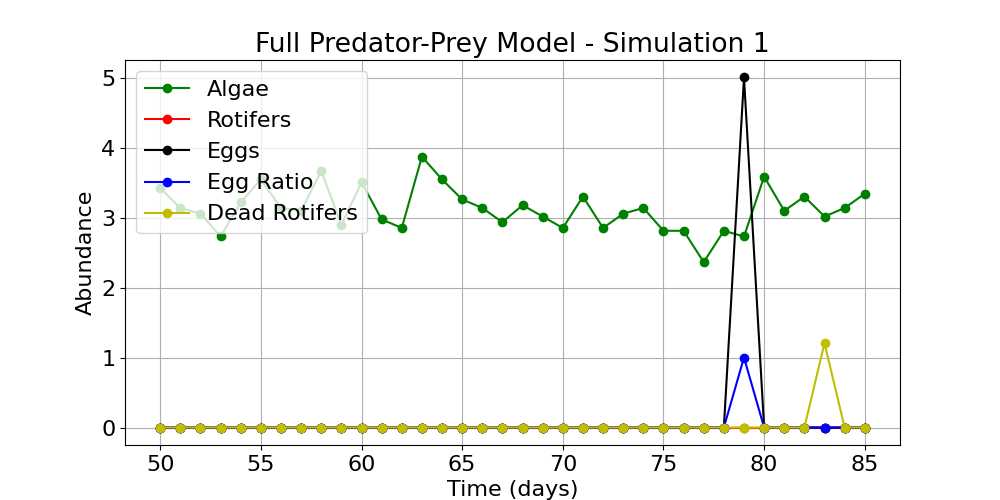 Full Predator-Prey Model - Simulation 1
Algae
Rotifers
Eggs
Egg Ratio
Dead Rotifers
Abundance
5
4
3
2
1
0
50 55 60 65 70 75 80 85
Time (days)